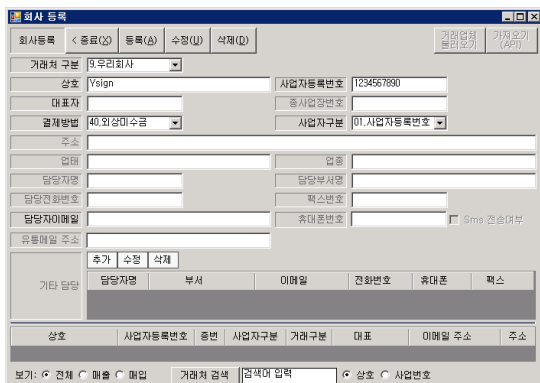 회사 등록
회사등록 < 종료(X) 등록(A) 수정(U) 삭제(D) 거래업체 불러오기 가져오기 (API)
거래처 구분 9.우리회사
상호 Ysign 사업자등록번호 1234567890
대표자 종사업장번호
결제방법 40.외상미수금 사업자구분 01.사업자등록번호
주소
업태 업종
담당자명 담당부서명
담당전화번호 팩스번호
담당자이메일 휴대폰번호 Sms 전송여부
유통메일 주소
추가 수정 삭제
기타 담당 담당자명 부서 이메일 전화번호 휴대폰 팩스
상호 사업자등록번호 종번 사업자구분 거래구분 대표 이메일 주소 주소
보기: 전체 매출 매입 거래처 검색 검색어 입력 상호 사업번호